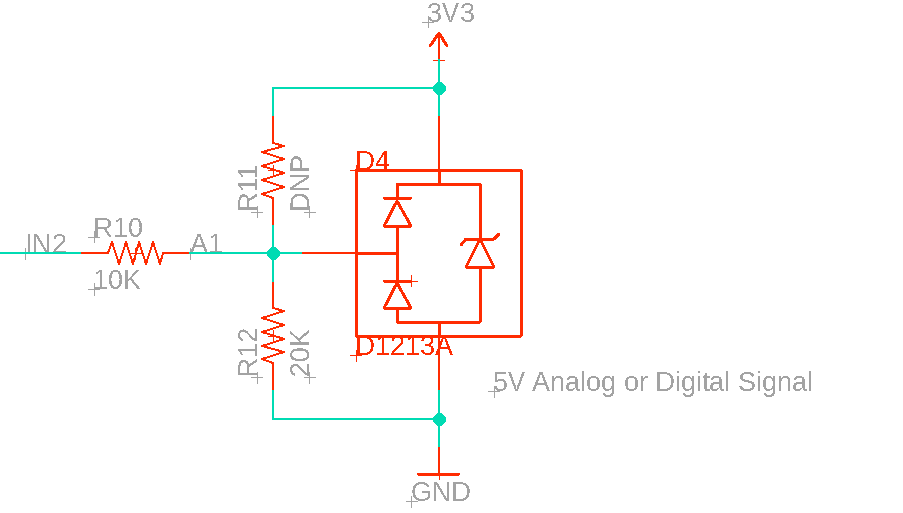 3V3
D4
R11
DNP
IN2
R10
A1
10K
R12
20K
D1213A
5V Analog or Digital Signal
GND